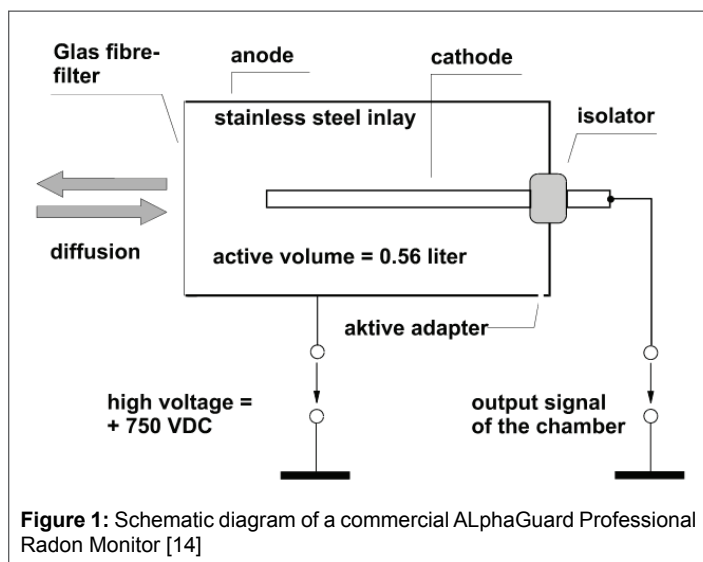 Glas fibre-
filter
anode
cathode
stainless steel inlay
isolator
diffusion
active volume = 0.56 liter
aktive adapter
high voltage =
+ 750 VDC
output signal
of the chamber
Figure 1: Schematic diagram of a commercial ALphaGuard Professional
Radon Monitor [14]